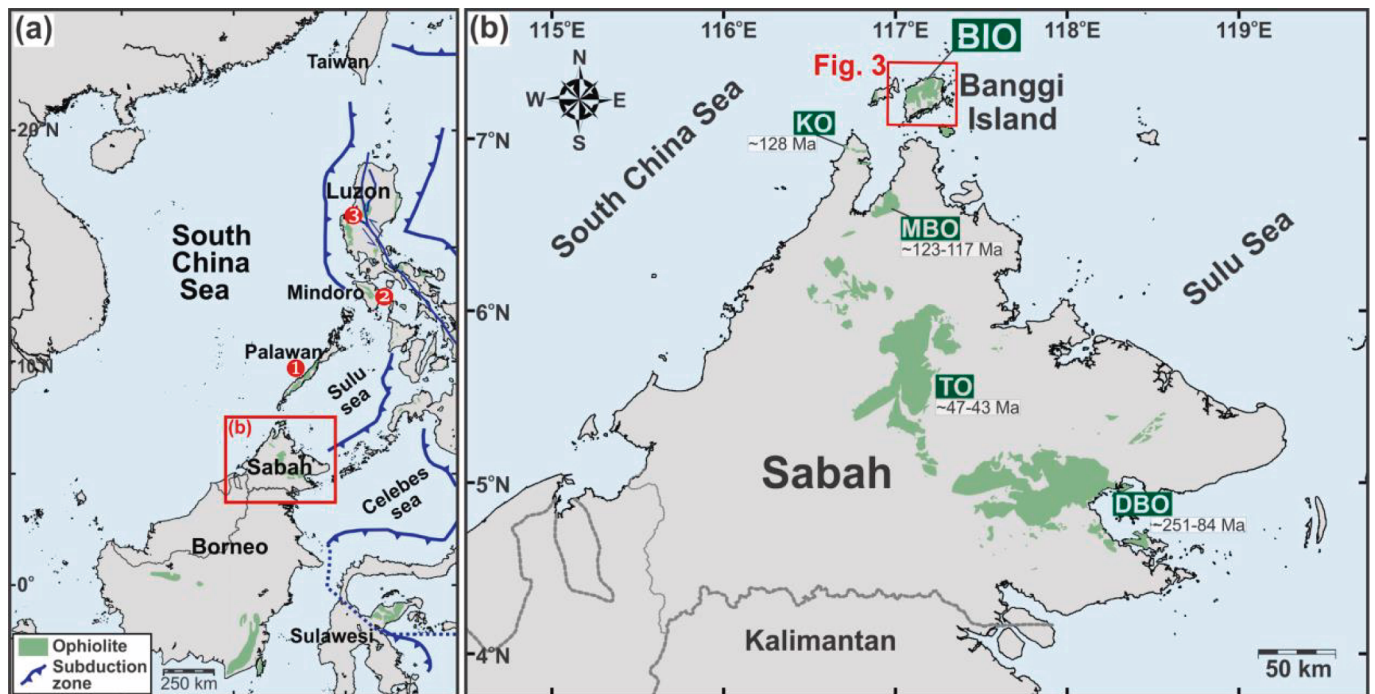 (a)
Taiwan
20°N
Luzon
3
South
China
Sea
Mindoro
2
Palawan
10°N
1
Sulu
sea
(b)
Sabah
Celebes
sea
Borneo
0°
Sulawesi
Ophiolite
Subduction
zone
250 km
(b)
115°E
116°E
117°E
118°E
119°E
BIO
Fig. 3
Banggi
Island
N
W
E
S
South China Sea
KO
~128 Ma
7°N
MBO
~123-117 Ma
Sulu Sea
6°N
TO
~47-43 Ma
Sabah
5°N
DBO
~251-84 Ma
Kalimantan
4°N
50 km